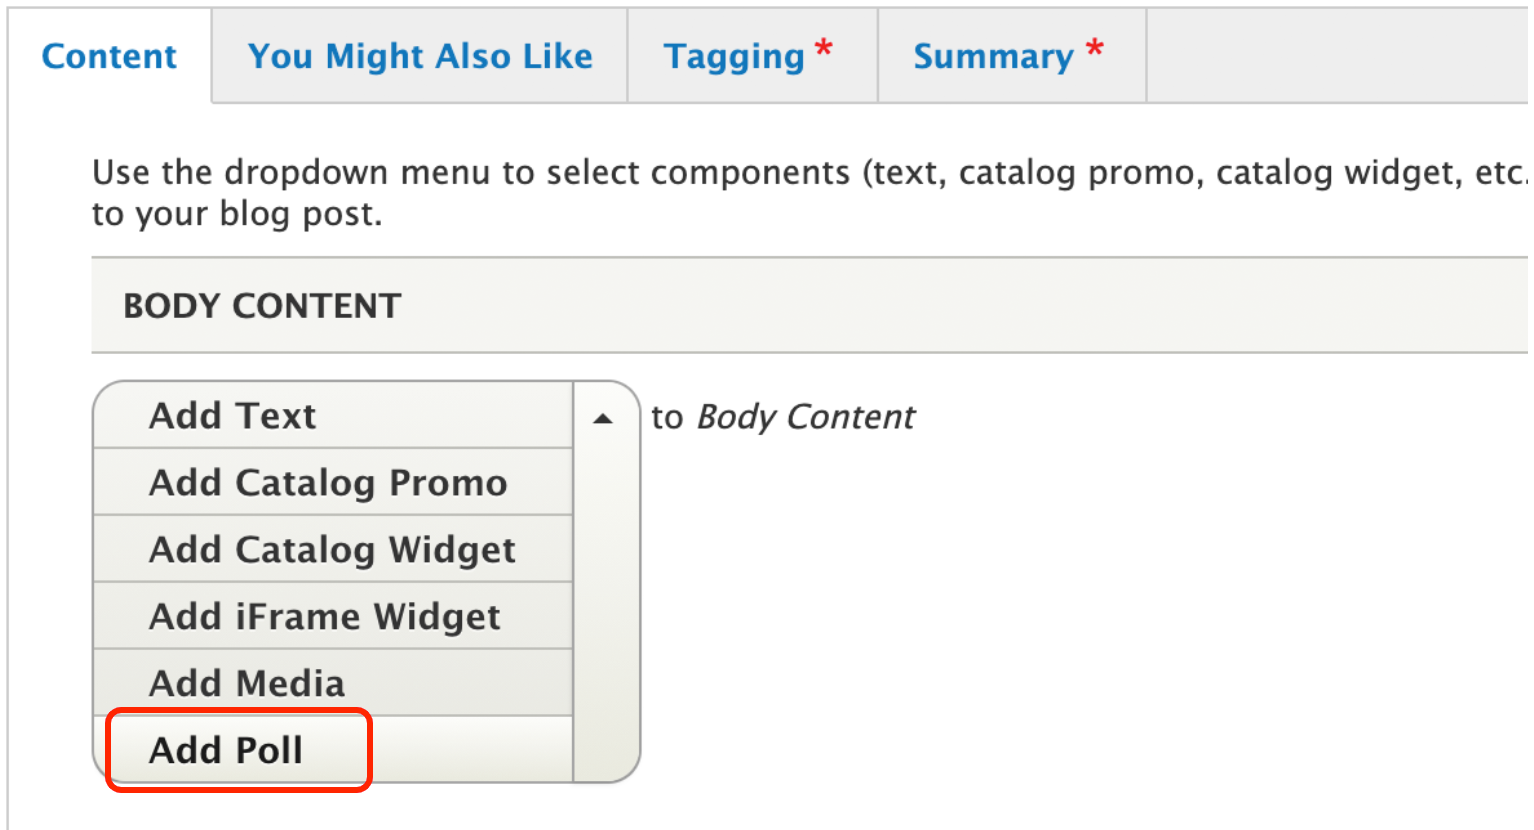 Content
You Might Also Like
Tagging *
Summary *
Use the dropdown menu to select components (text, catalog promo, catalog widget, etc.
to your blog post.
BODY CONTENT
Add Text
to Body Content
Add Catalog Promo
Add Catalog Widget
Add iFrame Widget
Add Media
Add Poll